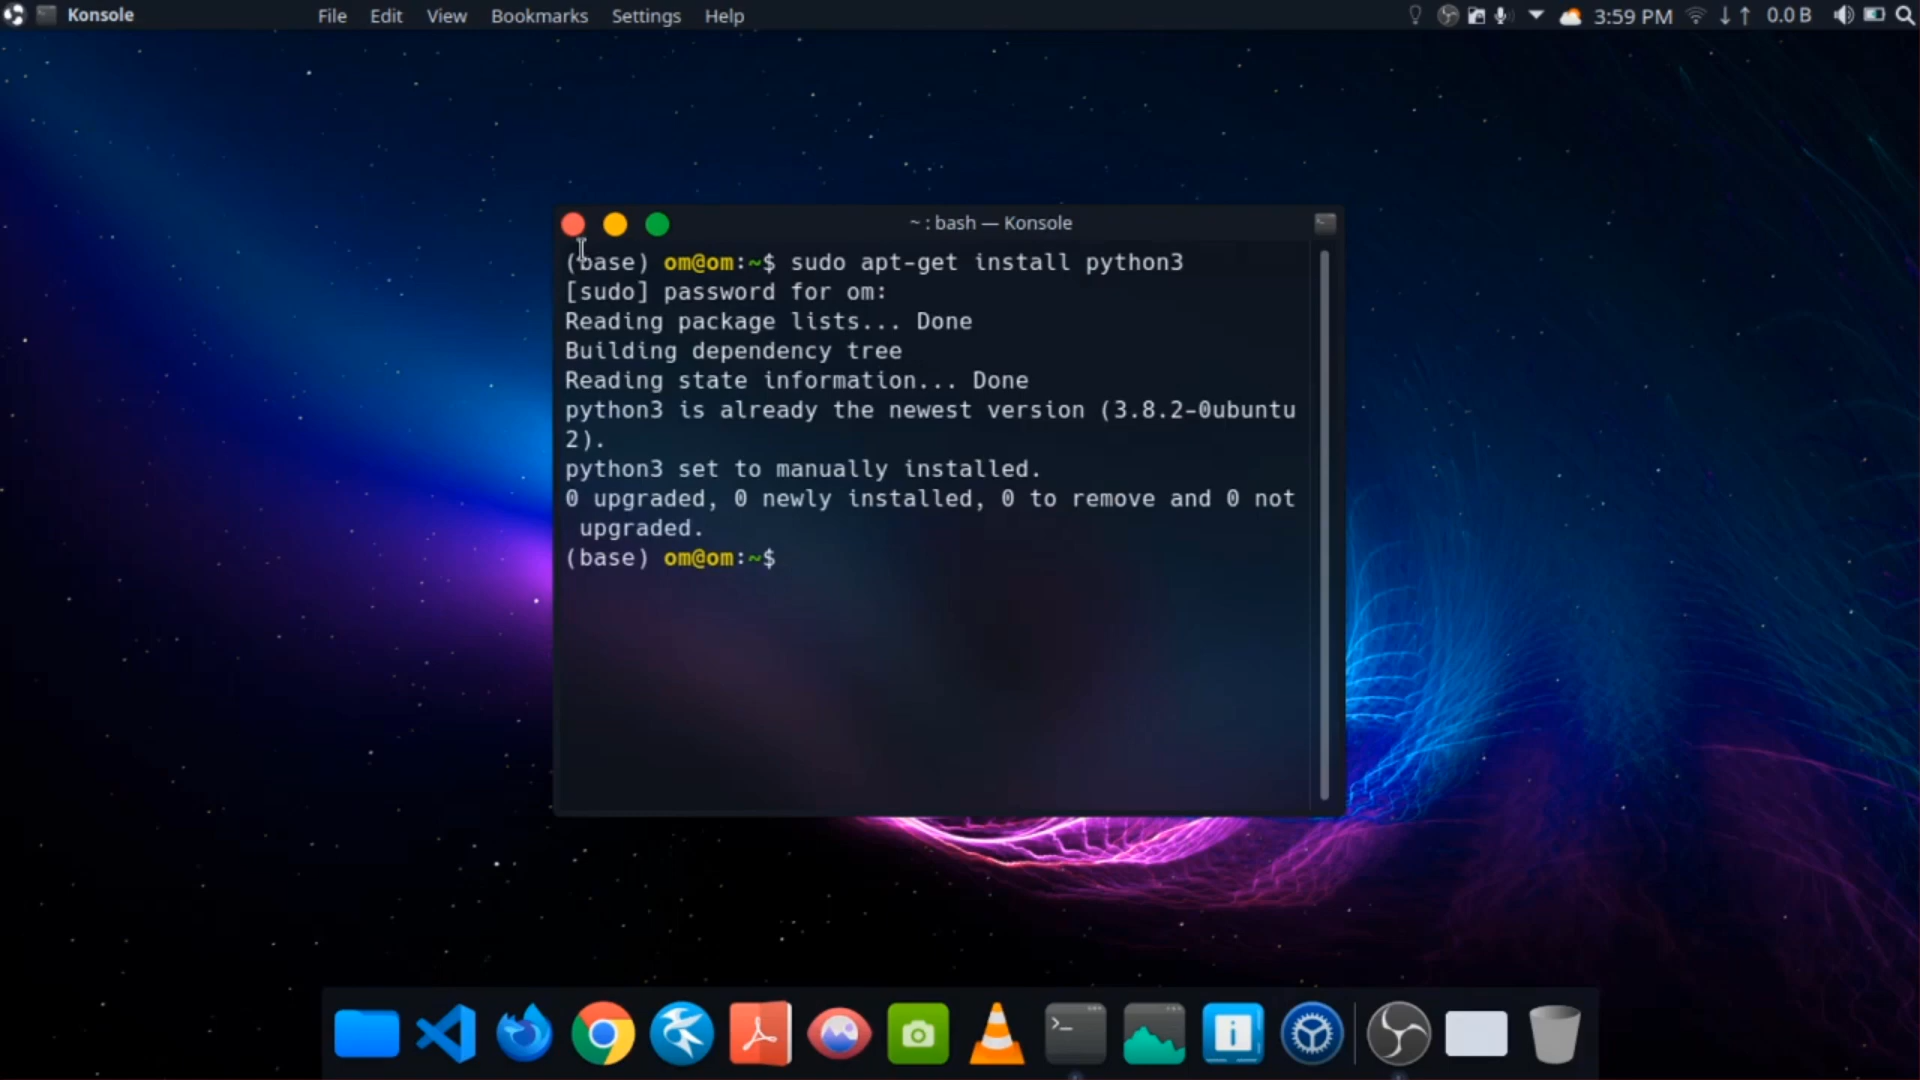 Konsole File Edit View Bookmarks Settings Help 3:59 PM 0.0 B
~ : bash — Konsole
(base) om@om:~$ sudo apt-get install python3
[sudo] password for om:
Reading package lists... Done
Building dependency tree
Reading state information... Done
python3 is already the newest version (3.8.2-0ubuntu
2).
python3 set to manually installed.
0 upgraded, 0 newly installed, 0 to remove and 0 not
upgraded.
(base) om@om:~$